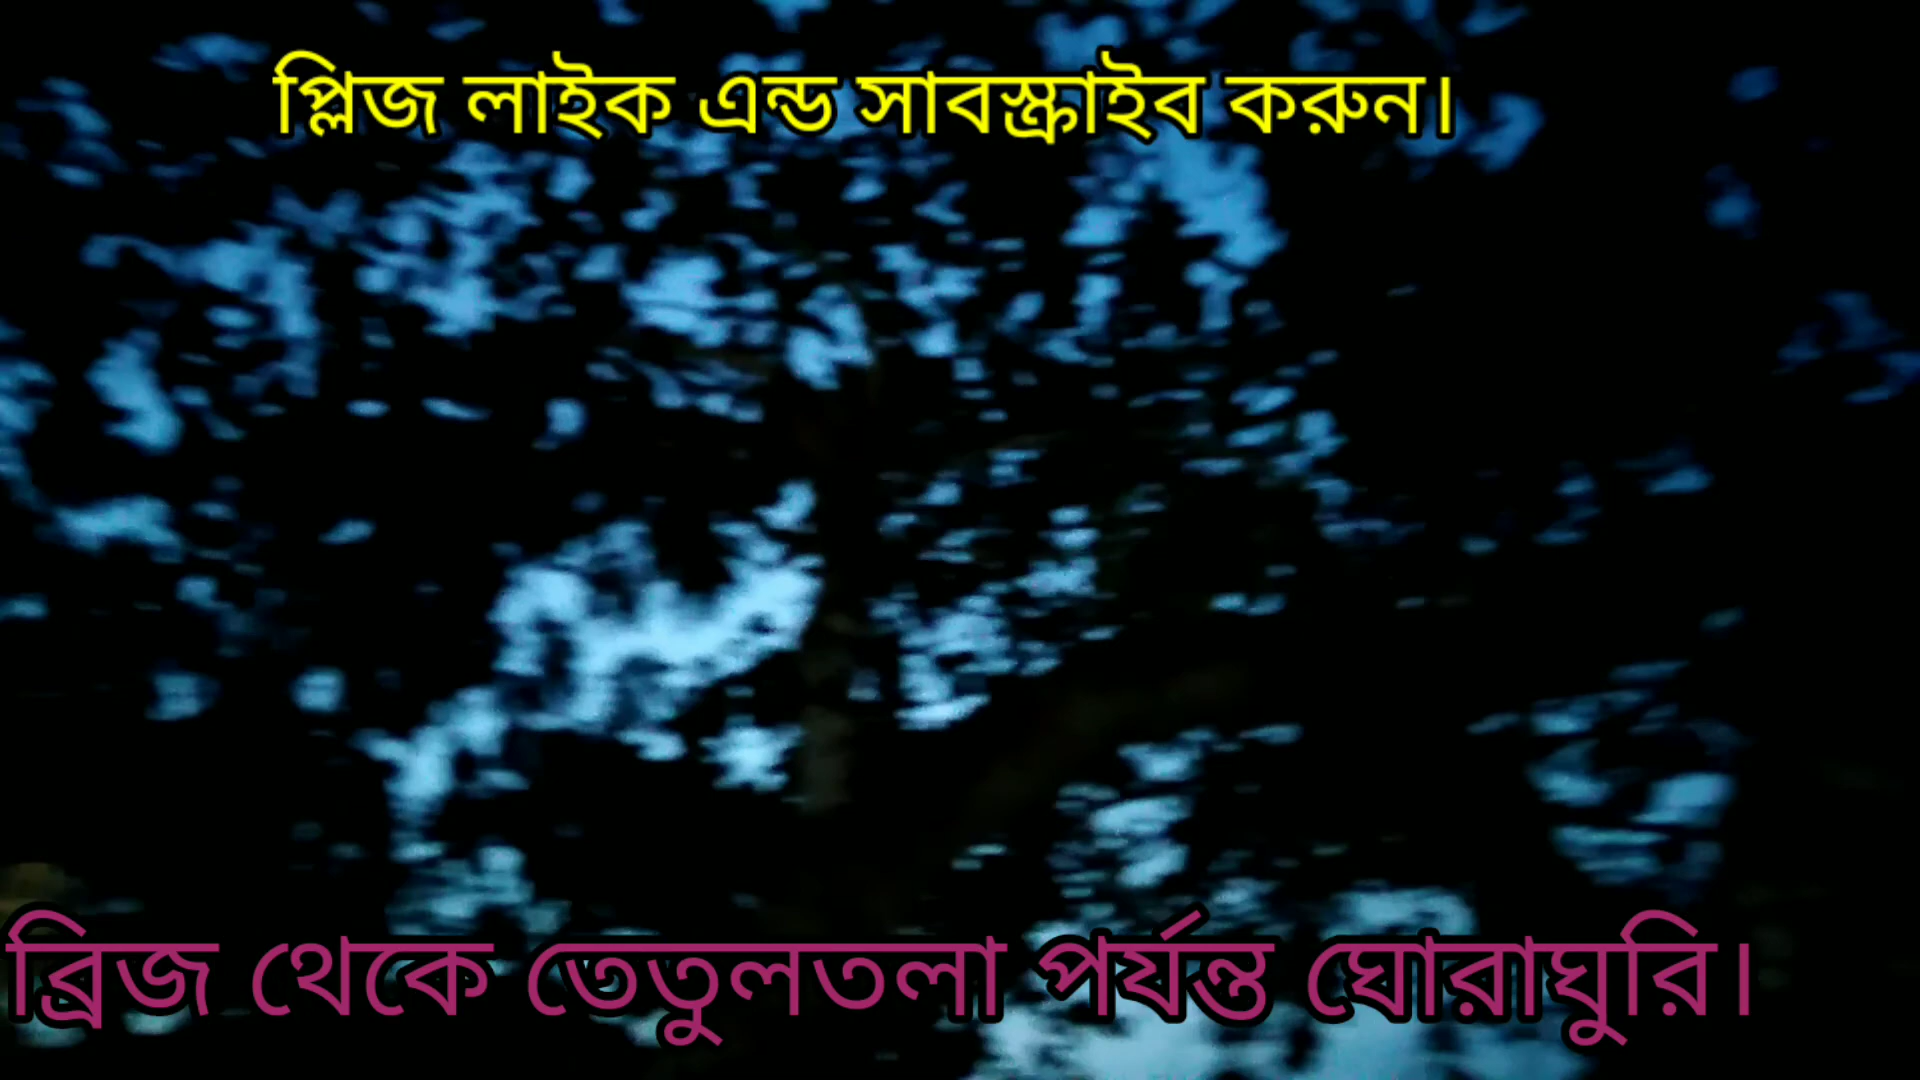 প্লিজ লাইক এন্ড সাবস্ক্রাইব করুন।
ব্রিজ থেকে তেতুলতলা পর্যন্ত ঘোরাঘুরি।